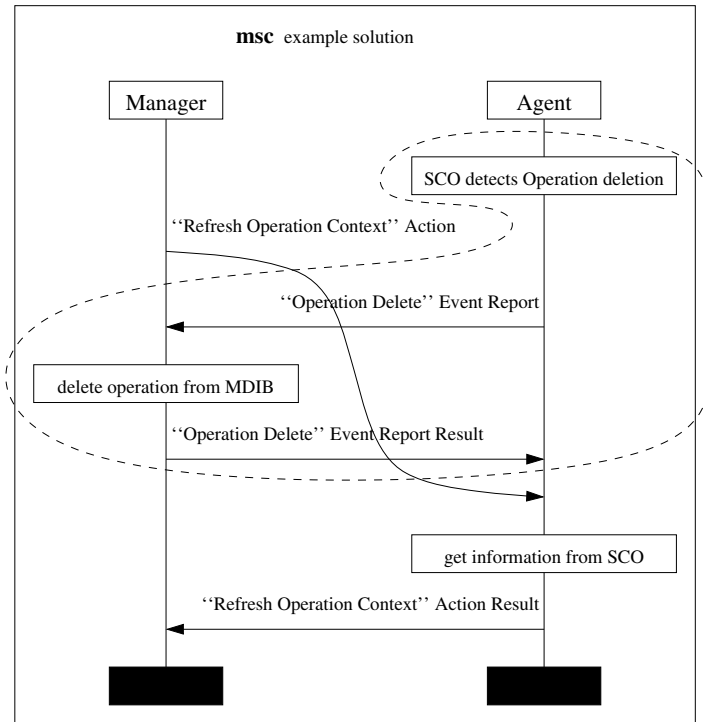 msc example solution
Manager
Agent
SCO detects Operation deletion
‘‘Refresh Operation Context’’ Action
‘‘Operation Delete’’ Event Report
delete operation from MDIB
‘‘Operation Delete’’ Event Report Result
get information from SCO
‘‘Refresh Operation Context’’ Action Result